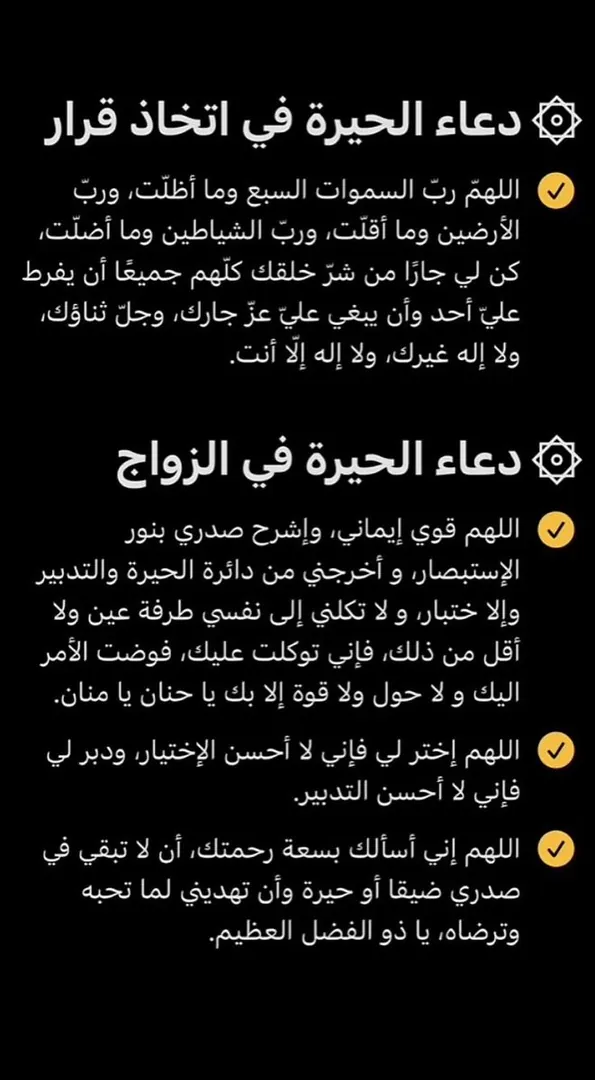 دعاء الحيرة في اتخاذ قرار
اللهمّ ربّ السموات السبع وما أظلّت، وربّ
الأرضين وما أقلّت، وربّ الشياطين وما أضلّت،
كن لي جارًا من شرّ خلقك كلّهم جميعًا أن يفرط
عليّ أحد وأن يبغي عليّ عزّ جارك، وجلّ ثناؤك،
ولا إله غيرك، ولا إله إلّا أنت.
دعاء الحيرة في الزواج
اللهم قوي إيماني، وإشرح صدري بنور
الإستبصار، و أخرجني من دائرة الحيرة والتدبير
وإلا ختبار، و لا تكلني إلى نفسي طرفة عين ولا
أقل من ذلك، فإني توكلت عليك، فوضت الأمر
اليك و لا حول ولا قوة إلا بك يا حنان يا منان.
اللهم إختر لي فإني لا أحسن الإختيار، ودبر لي
فإني لا أحسن التدبير.
اللهم إني أسألك بسعة رحمتك، أن لا تبقي في
صدري ضيقا أو حيرة وأن تهديني لما تحبه
وترضاه، يا ذو الفضل العظيم.